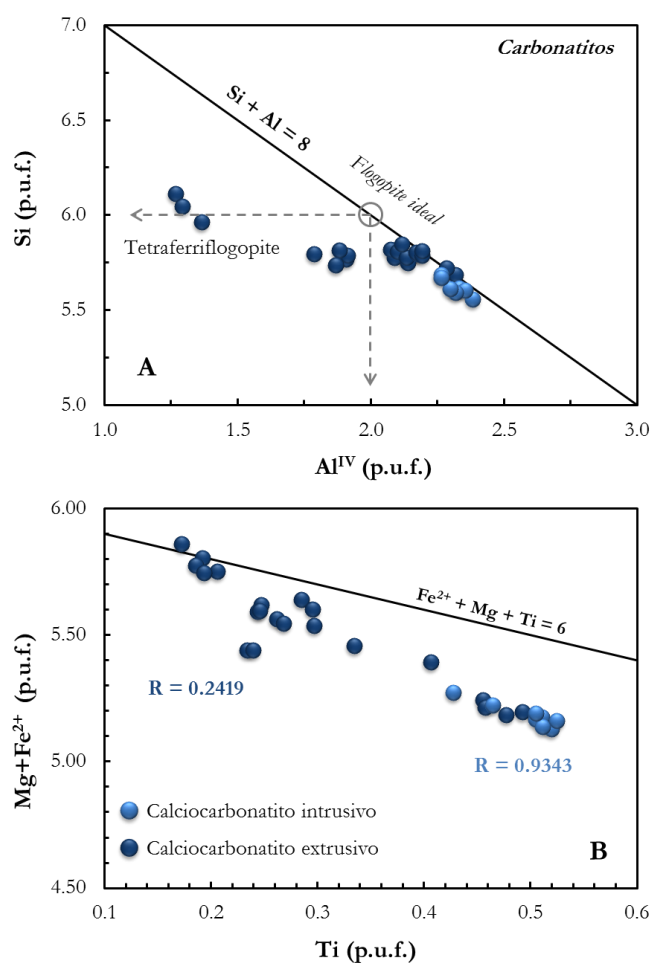 7.0
Carbonatitos
6.5
Si + Al = 8
Flogopite ideal
6.0
Tetraferriflogopite
5.5
A
5.0
1.0 1.5 2.0 2.5 3.0
Si (p.u.f.)
Al^IV (p.u.f.)
6.00
Fe²⁺ + Mg + Ti = 6
5.50
R = 0.2419
R = 0.9343
5.00
Calciocarbonatito intrusivo
Calciocarbonatito extrusivo
B
4.50
0.1 0.2 0.3 0.4 0.5 0.6
Mg+Fe²⁺ (p.u.f.)
Ti (p.u.f.)